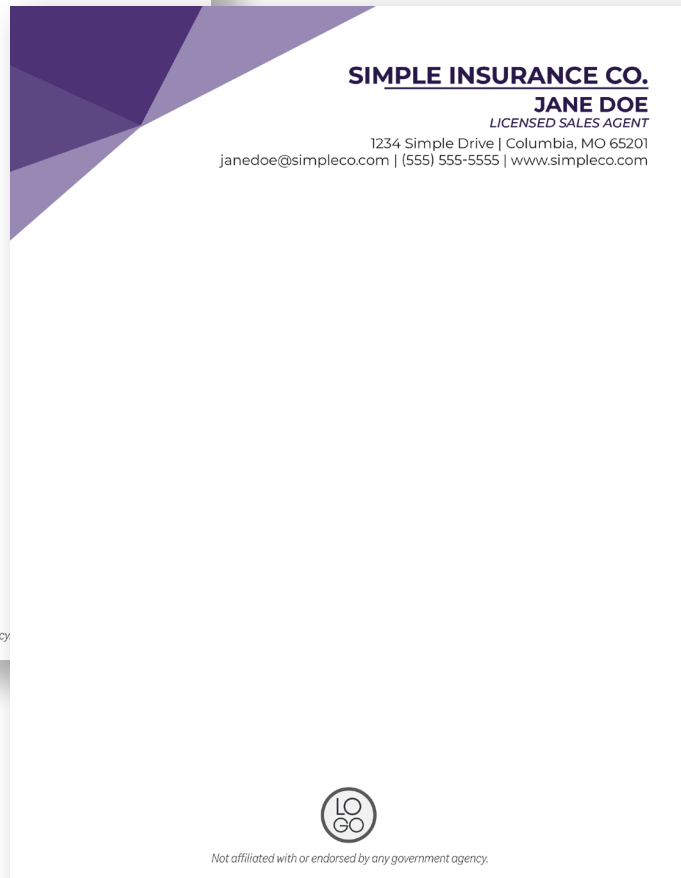 SIMPLE INSURANCE CO.
JANE DOE
LICENSED SALES AGENT
1234 Simple Drive | Columbia, MO 65201
janedoe@simpleco.com | (555) 555-5555 | www.simpleco.com
cy.
LO
GO
Not affiliated with or endorsed by any government agency.